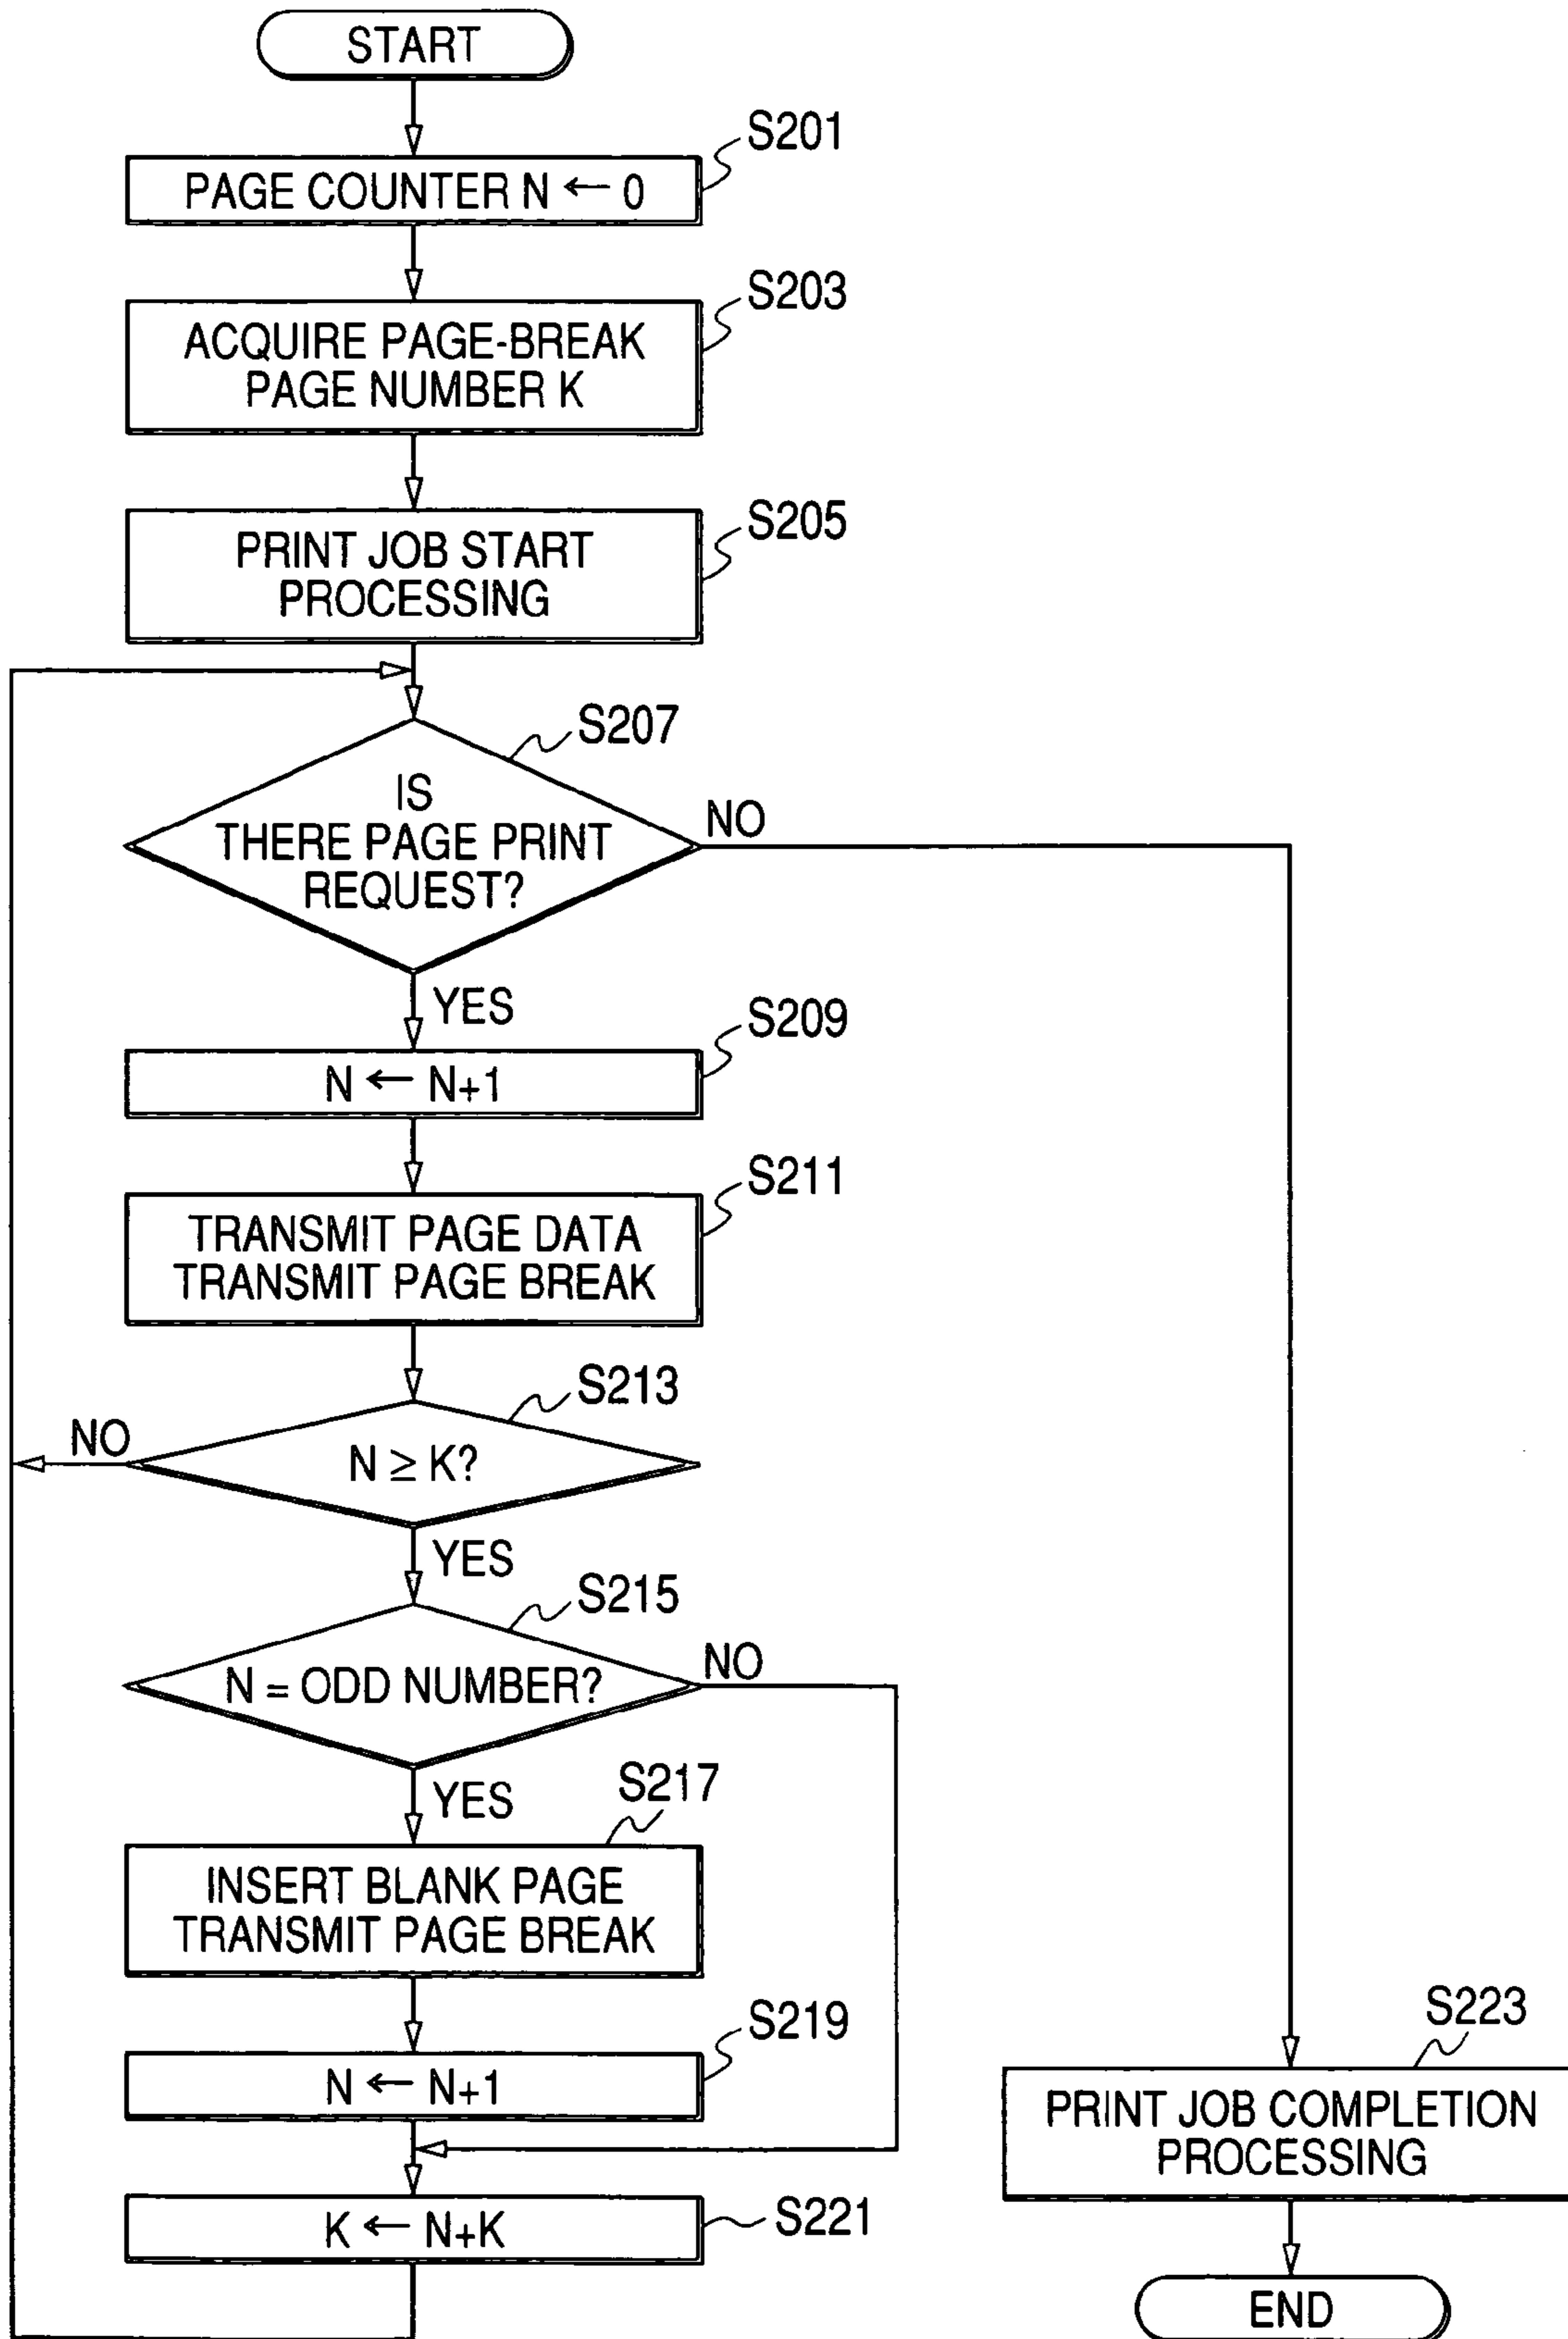 START
S201
PAGE COUNTER N ← 0
S203
ACQUIRE PAGE-BREAK
PAGE NUMBER K
S205
PRINT JOB START
PROCESSING
S207
IS
THERE PAGE PRINT
REQUEST?
NO
YES
S209
N ← N+1
S211
TRANSMIT PAGE DATA
TRANSMIT PAGE BREAK
S213
N ≥ K?
NO
YES
S215
N = ODD NUMBER?
NO
YES
S217
INSERT BLANK PAGE
TRANSMIT PAGE BREAK
S219
N ← N+1
S221
K ← N+K
S223
PRINT JOB COMPLETION
PROCESSING
END